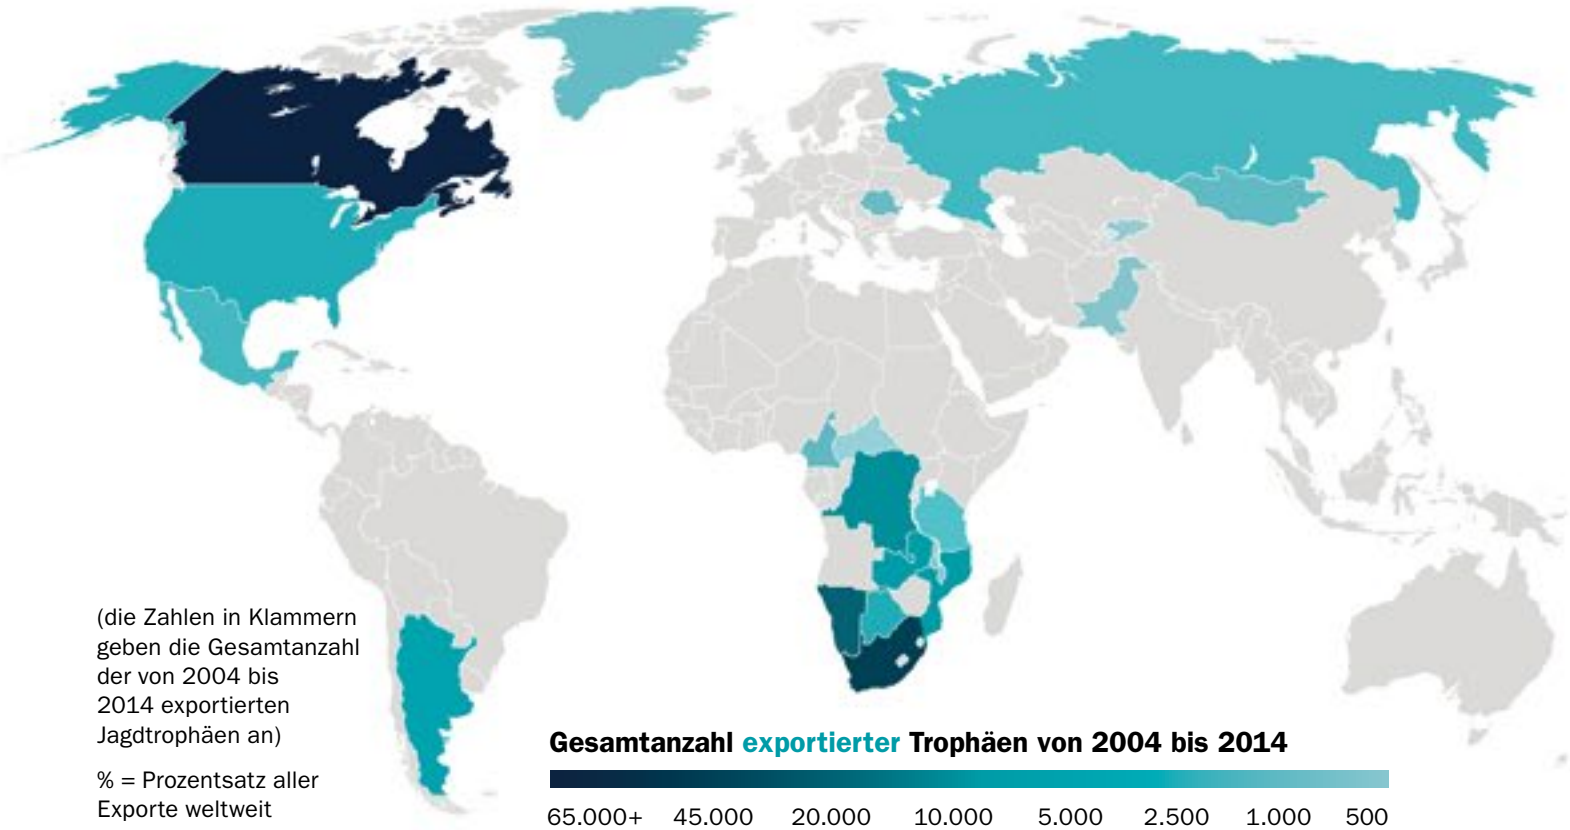 (die Zahlen in Klammern
geben die Gesamtanzahl
der von 2004 bis
2014 exportierten
Jagdtrophäen an)
% = Prozentsatz aller
Exporte weltweit
Gesamtanzahl exportierter Trophäen von 2004 bis 2014
65.000+ 45.000 20.000 10.000 5.000 2.500 1.000 500